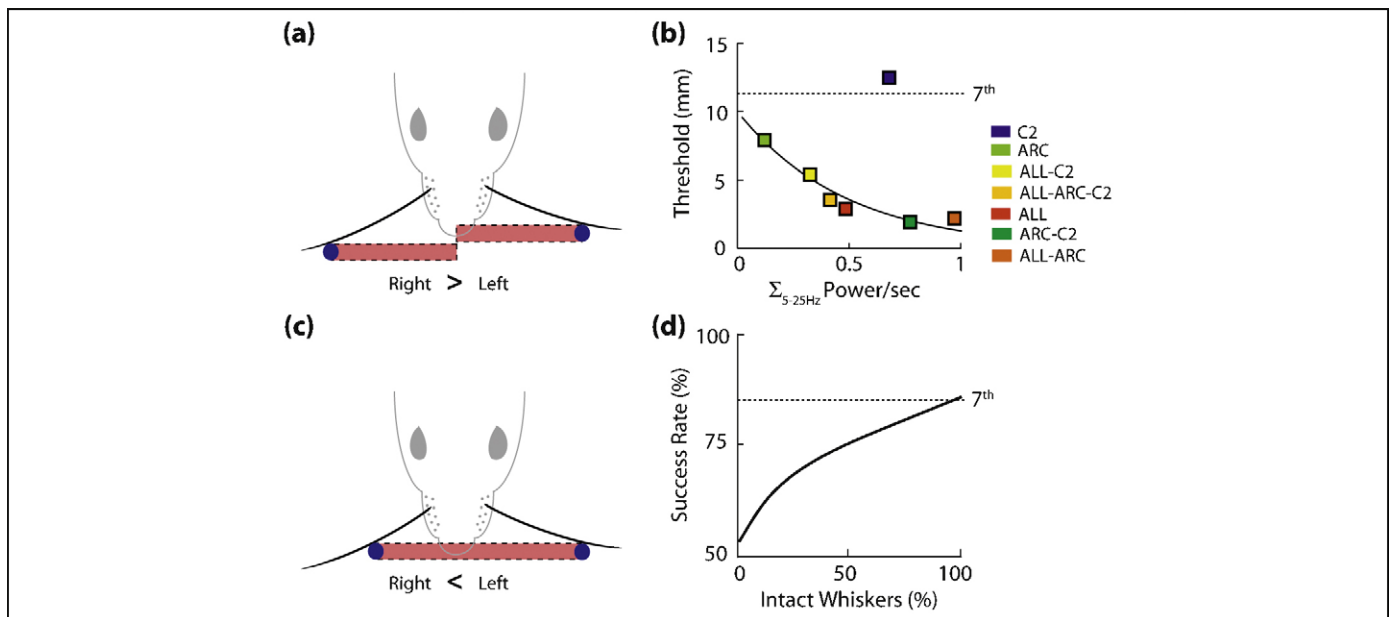 (a)
Right > Left
(b)
15
10
5
0
Threshold (mm)
7th
0 0.5 1
Σ5-25Hz Power/sec
C2
ARC
ALL-C2
ALL-ARC-C2
ALL
ARC-C2
ALL-ARC
(c)
Right < Left
(d)
100
75
50
Success Rate (%)
7th
0 50 100
Intact Whiskers (%)